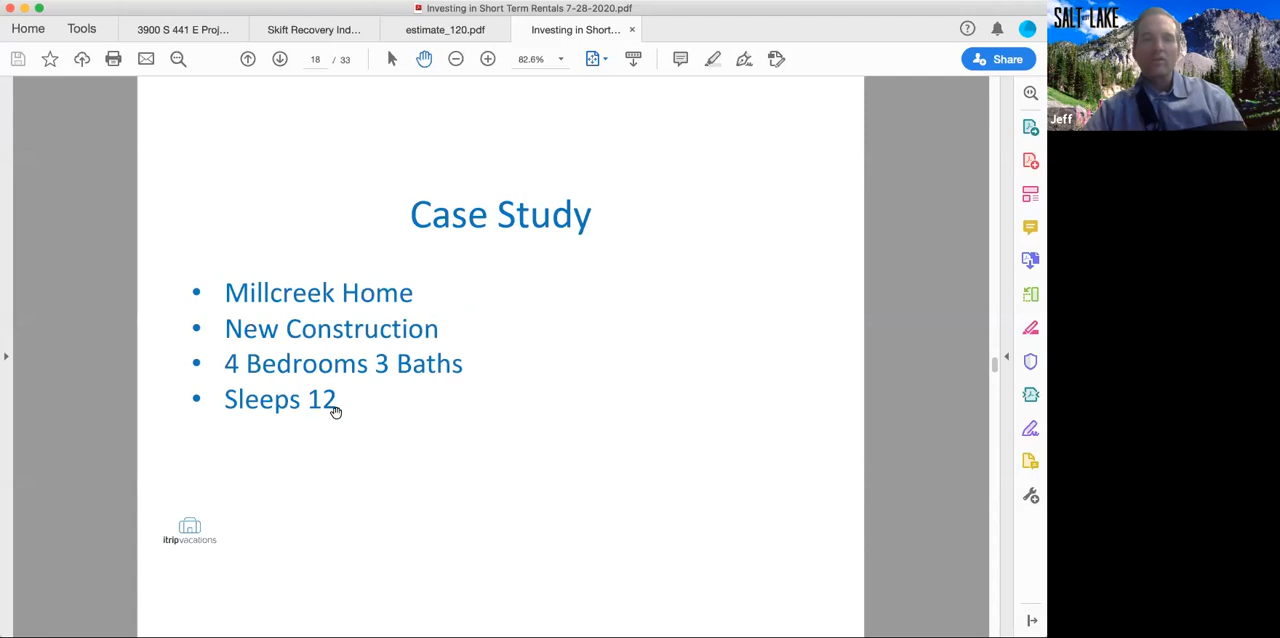 Investing in Short Term Rentals 7-28-2020.pdf
Home
Tools
3900 S 441 E Proj...
Skift Recovery Ind...
estimate_120.pdf
Investing in Short...
18 / 33
82.6%
Share
Case Study
• Millcreek Home
• New Construction
• 4 Bedrooms 3 Baths
• Sleeps 12
itripvacations
SALT LAKE
Jeff